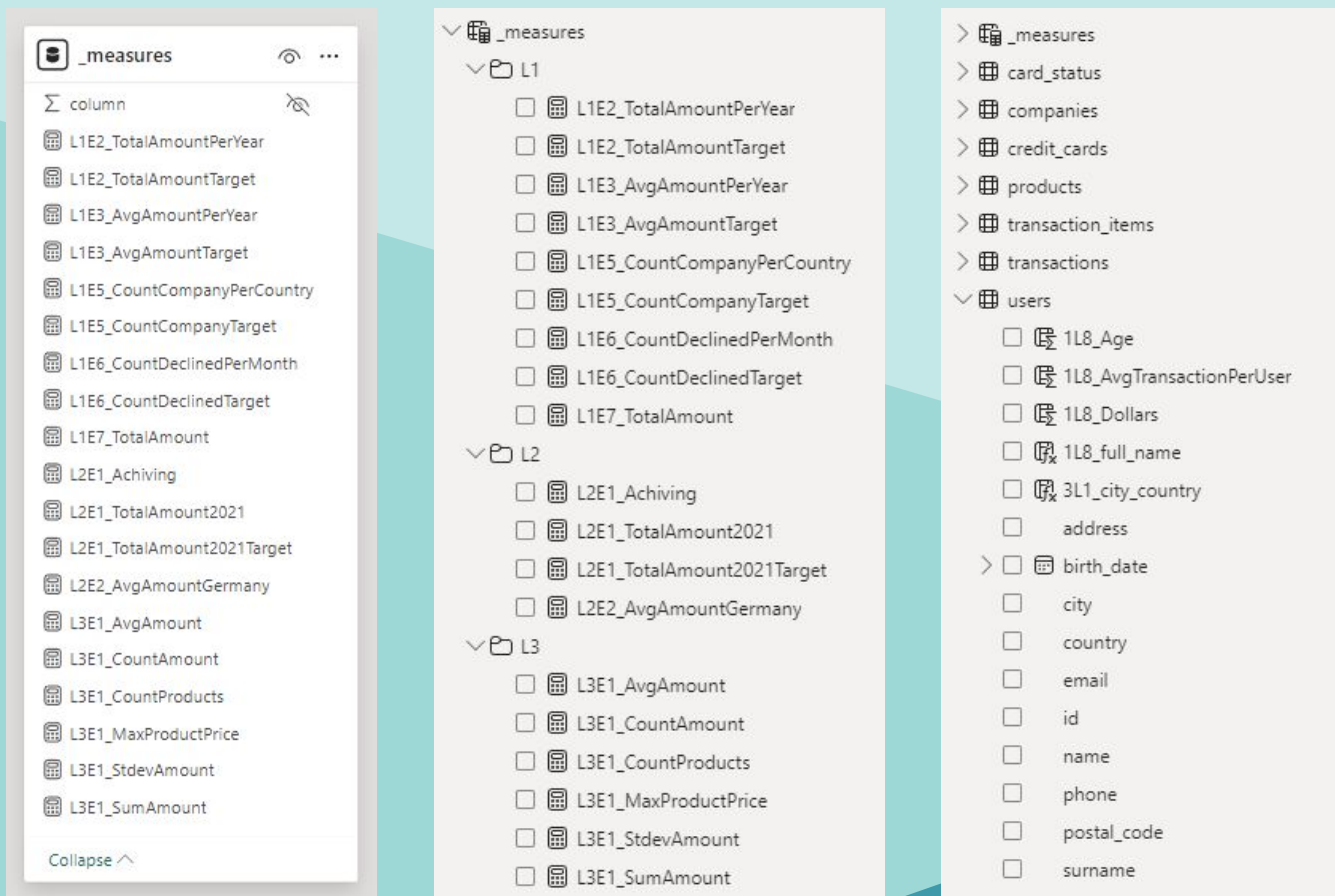 _measures
column
L1E2_TotalAmountPerYear
L1E2_TotalAmountTarget
L1E3_AvgAmountPerYear
L1E3_AvgAmountTarget
L1E5_CountCompanyPerCountry
L1E5_CountCompanyTarget
L1E6_CountDeclinedPerMonth
L1E6_CountDeclinedTarget
L1E7_TotalAmount
L2E1_Achiving
L2E1_TotalAmount2021
L2E1_TotalAmount2021Target
L2E2_AvgAmountGermany
L3E1_AvgAmount
L3E1_CountAmount
L3E1_CountProducts
L3E1_MaxProductPrice
L3E1_StdevAmount
L3E1_SumAmount
Collapse
_measures
L1
L1E2_TotalAmountPerYear
L1E2_TotalAmountTarget
L1E3_AvgAmountPerYear
L1E3_AvgAmountTarget
L1E5_CountCompanyPerCountry
L1E5_CountCompanyTarget
L1E6_CountDeclinedPerMonth
L1E6_CountDeclinedTarget
L1E7_TotalAmount
L2
L2E1_Achiving
L2E1_TotalAmount2021
L2E1_TotalAmount2021Target
L2E2_AvgAmountGermany
L3
L3E1_AvgAmount
L3E1_CountAmount
L3E1_CountProducts
L3E1_MaxProductPrice
L3E1_StdevAmount
L3E1_SumAmount
_measures
card_status
companies
credit_cards
products
transaction_items
transactions
users
1L8_Age
1L8_AvgTransactionPerUser
1L8_Dollars
1L8_full_name
3L1_city_country
address
birth_date
city
country
email
id
name
phone
postal_code
surname